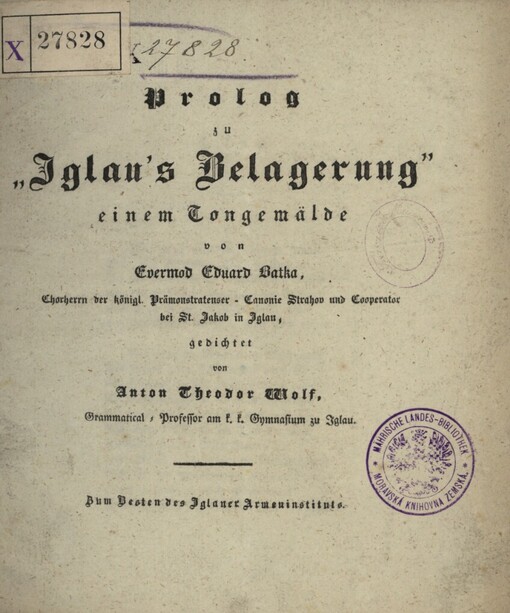 X 27828
X27828
Prolog
zu
„Iglau's Belagerung"
einem Tongemälde
von
Evermod Eduard Batka,
Chorherrn der königl. Prämonstratenser - Canonie Strahov und Cooperator
bei St. Jakob in Iglau,
gedichtet
von
Anton Theodor Wolf,
Grammatical - Professor am k. k. Gymnasium zu Iglau.
MÄHRISCHE LANDES-BIBLIOTHEK
MORAVSKÁ KNIHOVNA ZEMSKÁ.
Zum Besten des Iglauer Armeninstituts.